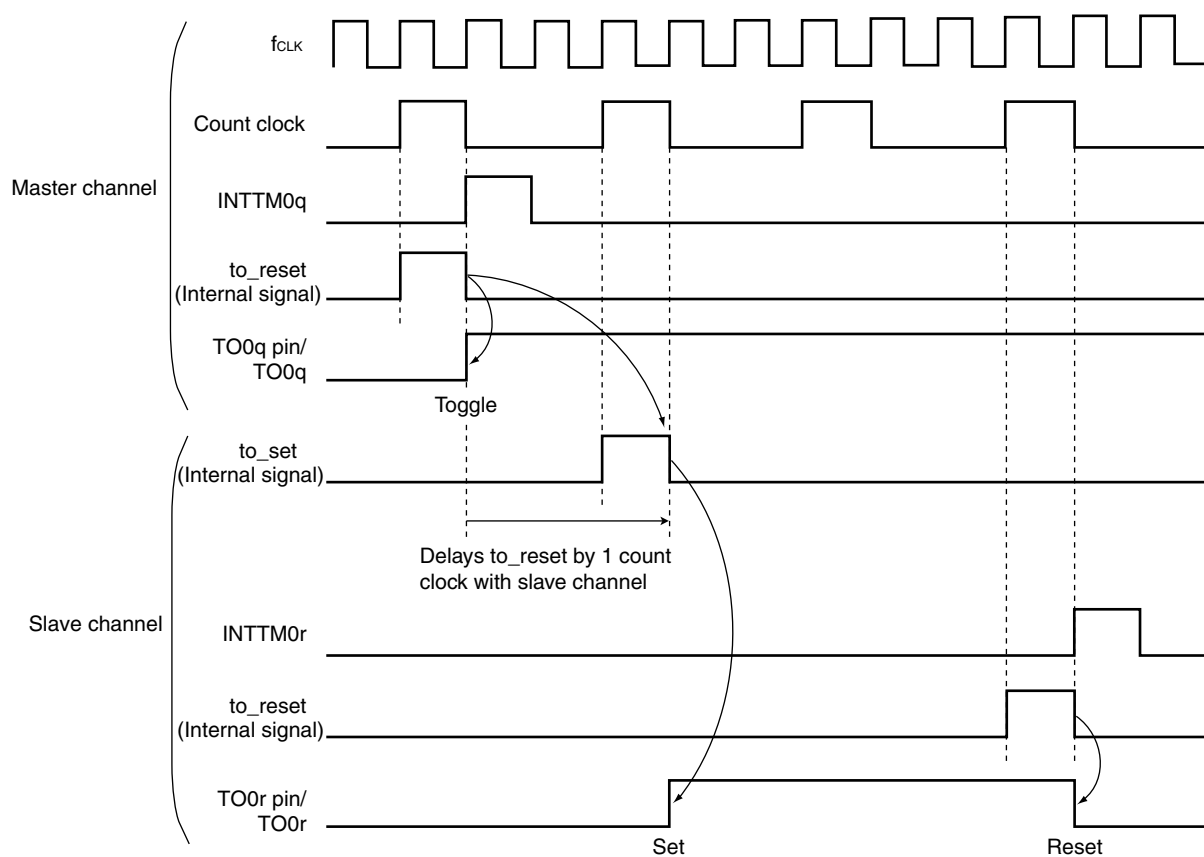 fCLK
Count clock
Master channel
INTTM0q
to_reset
(Internal signal)
TO0q pin/
TO0q
Toggle
to_set
(Internal signal)
Delays to_reset by 1 count
clock with slave channel
Slave channel
INTTM0r
to_reset
(Internal signal)
TO0r pin/
TO0r
Set
Reset